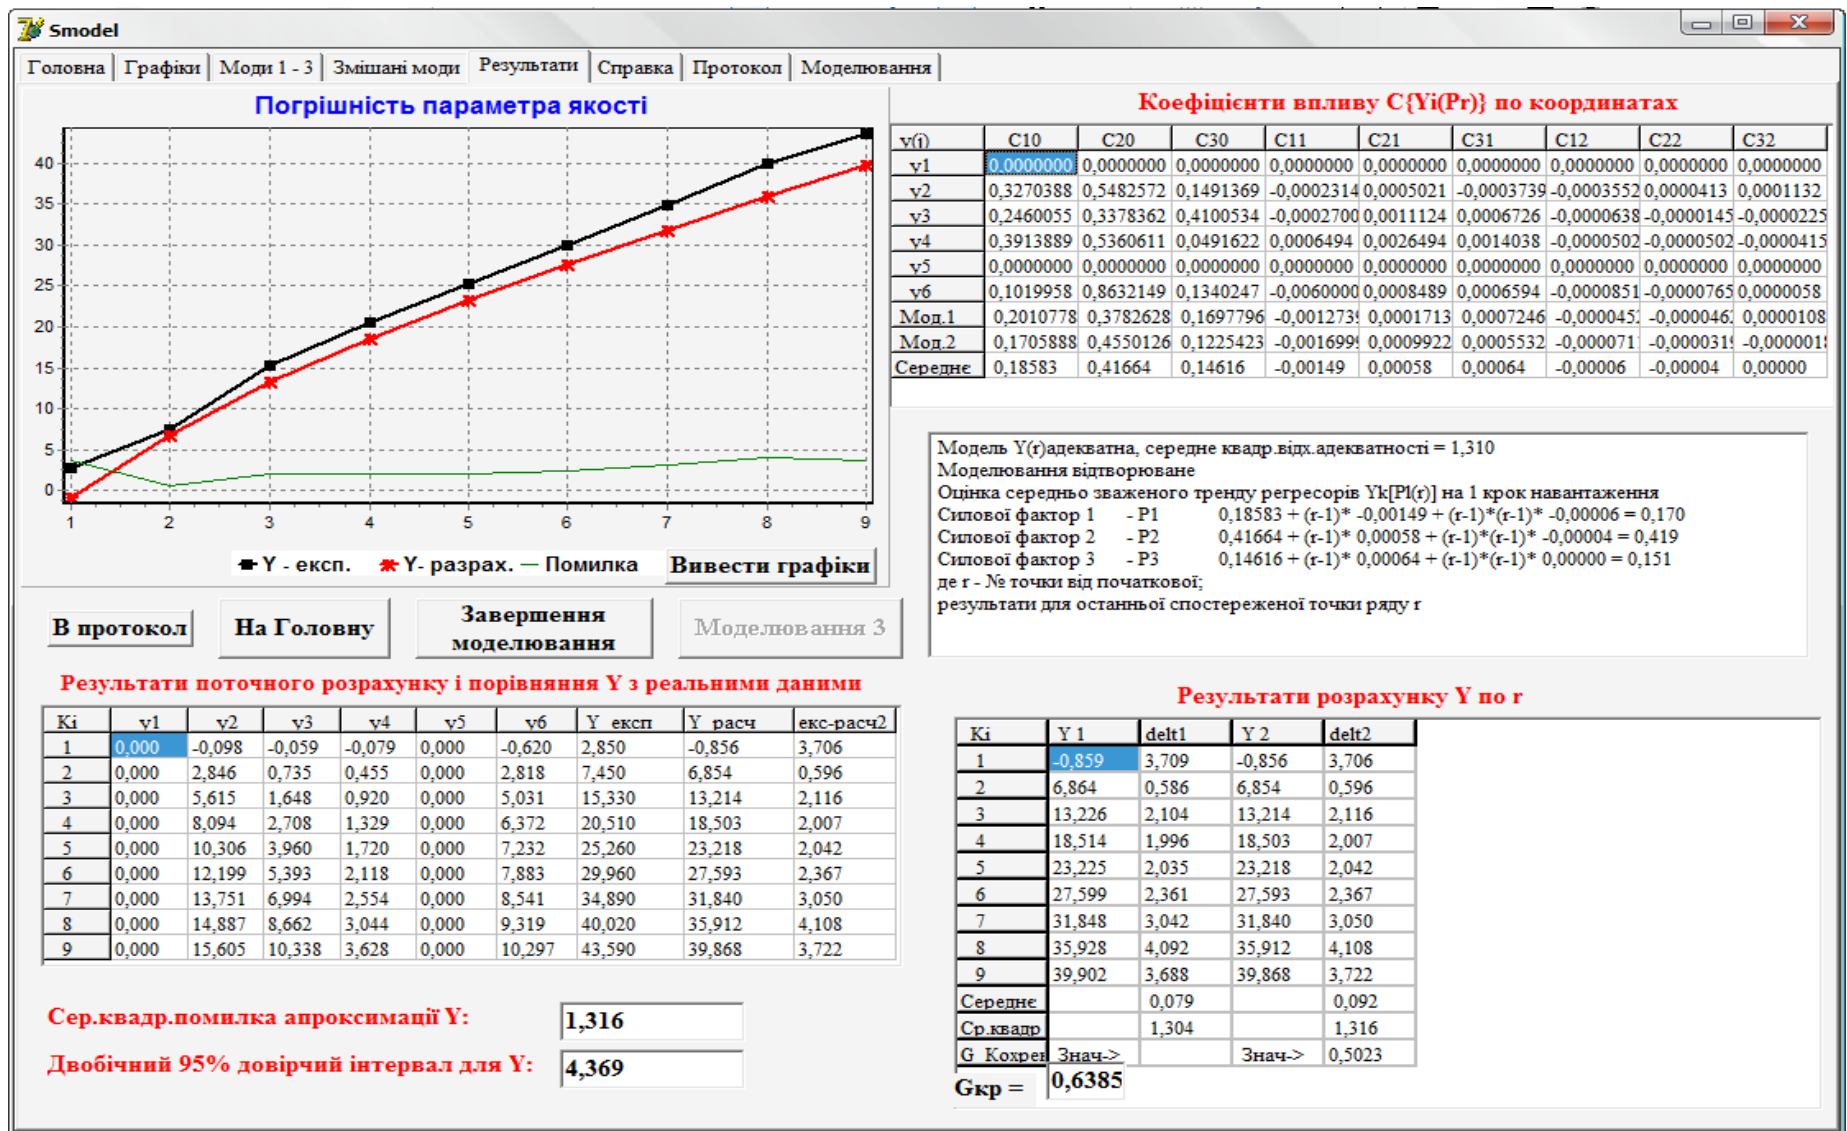 Smodel
Головна Графіки Моди 1 - 3 Змішані моди Результати Справка Протокол Моделювання
Погрішність параметра якості
40
35
30
25
20
15
10
5
0
1 2 3 4 5 6 7 8 9
Y - експ. Y- разрах. Помилка
Вивести графіки
В протокол
На Головну
Завершення
моделювання
Моделювання 3
Коефіцієнти впливу C{Yi(Pr)} по координатах
y(i) C10 C20 C30 C11 C21 C31 C12 C22 C32
y1 0,0000000 0,0000000 0,0000000 0,0000000 0,0000000 0,0000000 0,0000000 0,0000000 0,0000000
y2 0,3270388 0,5482572 0,1491369 -0,0002314 0,0005021 -0,0003739 -0,0003552 0,0000413 0,0001132
y3 0,2460055 0,3378362 0,4100534 -0,0002700 0,0011124 0,0006726 -0,0000638 -0,0000145 -0,0000225
y4 0,3913889 0,5360611 0,0491622 0,0006494 0,0026494 0,0014038 -0,0000502 -0,0000502 -0,0000415
y5 0,0000000 0,0000000 0,0000000 0,0000000 0,0000000 0,0000000 0,0000000 0,0000000 0,0000000
y6 0,1019958 0,8632149 0,1340247 -0,0060000 0,0008489 0,0006594 -0,0000851 -0,0000765 0,0000058
Мод.1 0,2010778 0,3782628 0,1697796 -0,001273 0,0001713 0,0007246 -0,000045 -0,000046 0,0000108
Мод.2 0,1705888 0,4550126 0,1225423 -0,001699 0,0009922 0,0005532 -0,000071 -0,000031 -0,000001
Середнє 0,18583 0,41664 0,14616 -0,00149 0,00058 0,00064 -0,00006 -0,00004 0,00000
Модель Y(r)адекватна, середне квадр.відх.адекватності = 1,310
Моделювання відтворюване
Оцінка середньо зваженого тренду регресорів Yk[Pl(r)] на 1 крок навантаження
Силової фактор 1 - P1 0,18583 + (r-1)* -0,00149 + (r-1)*(r-1)* -0,00006 = 0,170
Силової фактор 2 - P2 0,41664 + (r-1)* 0,00058 + (r-1)*(r-1)* -0,00004 = 0,419
Силової фактор 3 - P3 0,14616 + (r-1)* 0,00064 + (r-1)*(r-1)* 0,00000 = 0,151
де r - № точки від початкової;
результати для останньої спостереженої точки ряду r
Результати поточного розрахунку і порівняння Y з реальними даними
Ki y1 y2 y3 y4 y5 y6 Y_експ Y_расч екс-расч2
1 0,000 -0,098 -0,059 -0,079 0,000 -0,620 2,850 -0,856 3,706
2 0,000 2,846 0,735 0,455 0,000 2,818 7,450 6,854 0,596
3 0,000 5,615 1,648 0,920 0,000 5,031 15,330 13,214 2,116
4 0,000 8,094 2,708 1,329 0,000 6,372 20,510 18,503 2,007
5 0,000 10,306 3,960 1,720 0,000 7,232 25,260 23,218 2,042
6 0,000 12,199 5,393 2,118 0,000 7,883 29,960 27,593 2,367
7 0,000 13,751 6,994 2,554 0,000 8,541 34,890 31,840 3,050
8 0,000 14,887 8,662 3,044 0,000 9,319 40,020 35,912 4,108
9 0,000 15,605 10,338 3,628 0,000 10,297 43,590 39,868 3,722
Сер.квадр.помилка апроксимації Y: 1,316
Двобічний 95% довірчий інтервал для Y: 4,369
Результати розрахунку Y по r
Ki Y 1 delt1 Y 2 delt2
1 -0,859 3,709 -0,856 3,706
2 6,864 0,586 6,854 0,596
3 13,226 2,104 13,214 2,116
4 18,514 1,996 18,503 2,007
5 23,225 2,035 23,218 2,042
6 27,599 2,361 27,593 2,367
7 31,848 3,042 31,840 3,050
8 35,928 4,092 35,912 4,108
9 39,902 3,688 39,868 3,722
Середнє 0,079 0,092
Ср.квадр 1,304 1,316
G_Кохрен Знач-> Знач-> 0,5023
Gкр = 0,6385